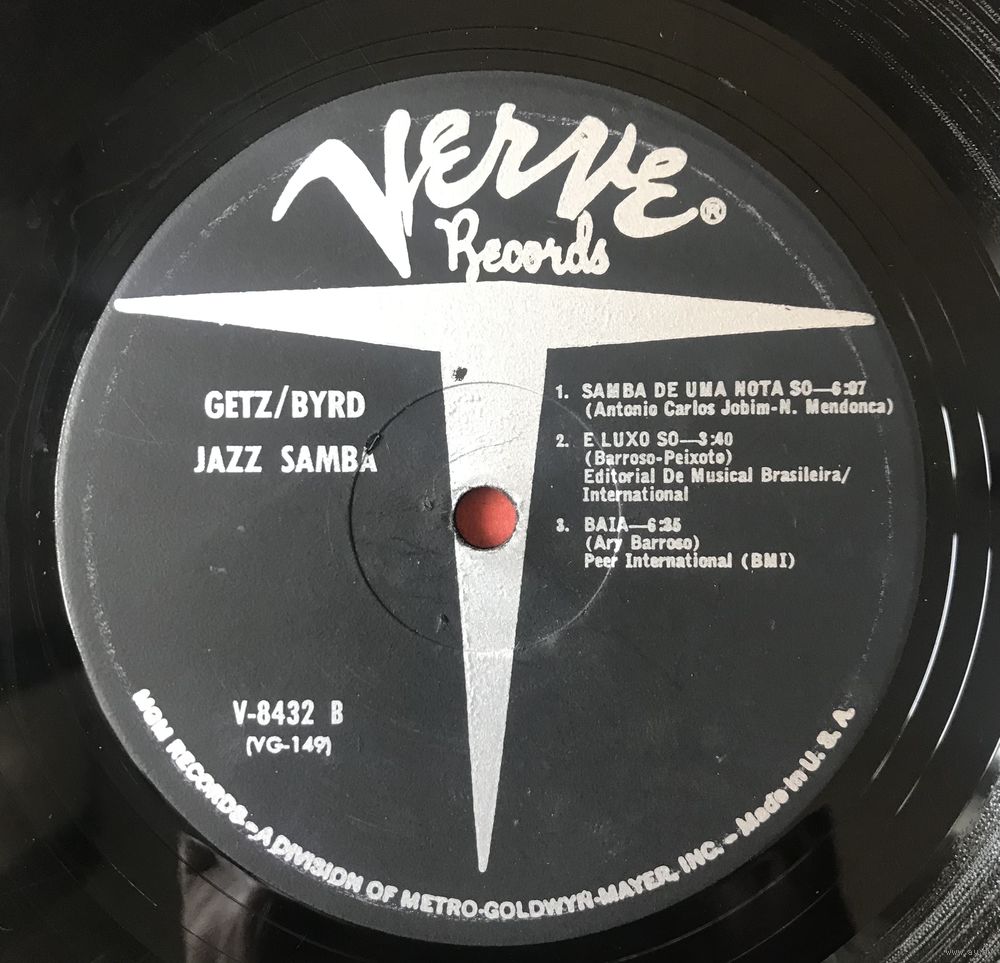 Verve®
Records
GETZ/BYRD
JAZZ SAMBA
1. SAMBA DE UMA NOTA SO—6:07
(Antonio Carlos Jobim-N. Mendonca)
2. E LUXO SO—3:40
(Barroso-Peixoto)
Editorial De Musical Brasileira/
International
3. BAIA—6:35
(Ary Barroso)
Peer International (BMI)
V-8432 B
(VG-149)
MGM RECORDS—A DIVISION OF METRO-GOLDWYN-MAYER, INC. — Made in U. S. A.